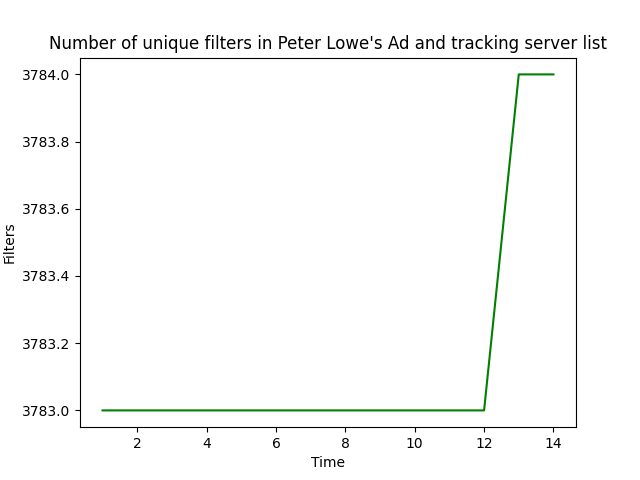 Number of unique filters in Peter Lowe's Ad and tracking server list
3784.0
3783.8
3783.6
3783.4
3783.2
3783.0
Filters
2 4 6 8 10 12 14
Time